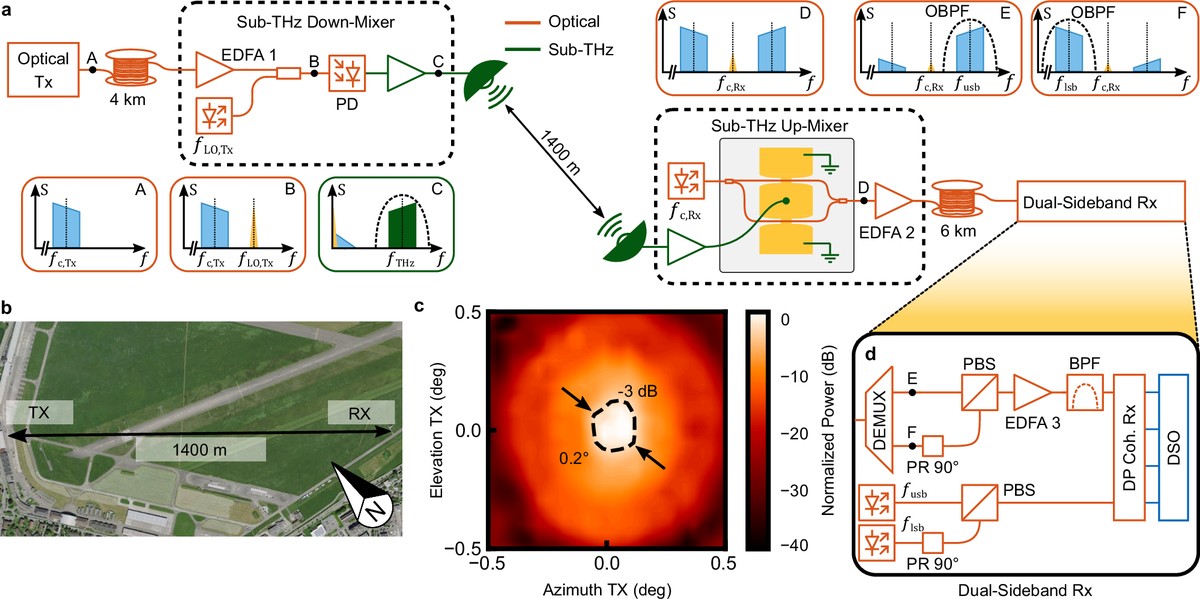 a
Optical
Tx
A
4 km
Sub-THz Down-Mixer
EDFA 1
f_LO,Tx
B
PD
C
Optical
Sub-THz
1400 m
A
S
f_c,Tx
f
B
S
f_c,Tx
f_LO,Tx
f
C
S
f_THz
f
D
S
f_c,Rx
f
E
S
OBPF
f_c,Rx
f_usb
f
F
S
OBPF
f_lsb
f_c,Rx
f
Sub-THz Up-Mixer
f_c,Rx
D
EDFA 2
6 km
Dual-Sideband Rx
b
TX
RX
1400 m
N
c
Elevation TX (deg)
0.5
0.0
−0.5
−0.5
0.0
0.5
Azimuth TX (deg)
-3 dB
0.2°
0
−10
−20
−30
−40
Normalized Power (dB)
d
DEMUX
E
F
PR 90°
PBS
EDFA 3
BPF
DP Coh. Rx
DSO
f_usb
f_lsb
PR 90°
PBS
Dual-Sideband Rx